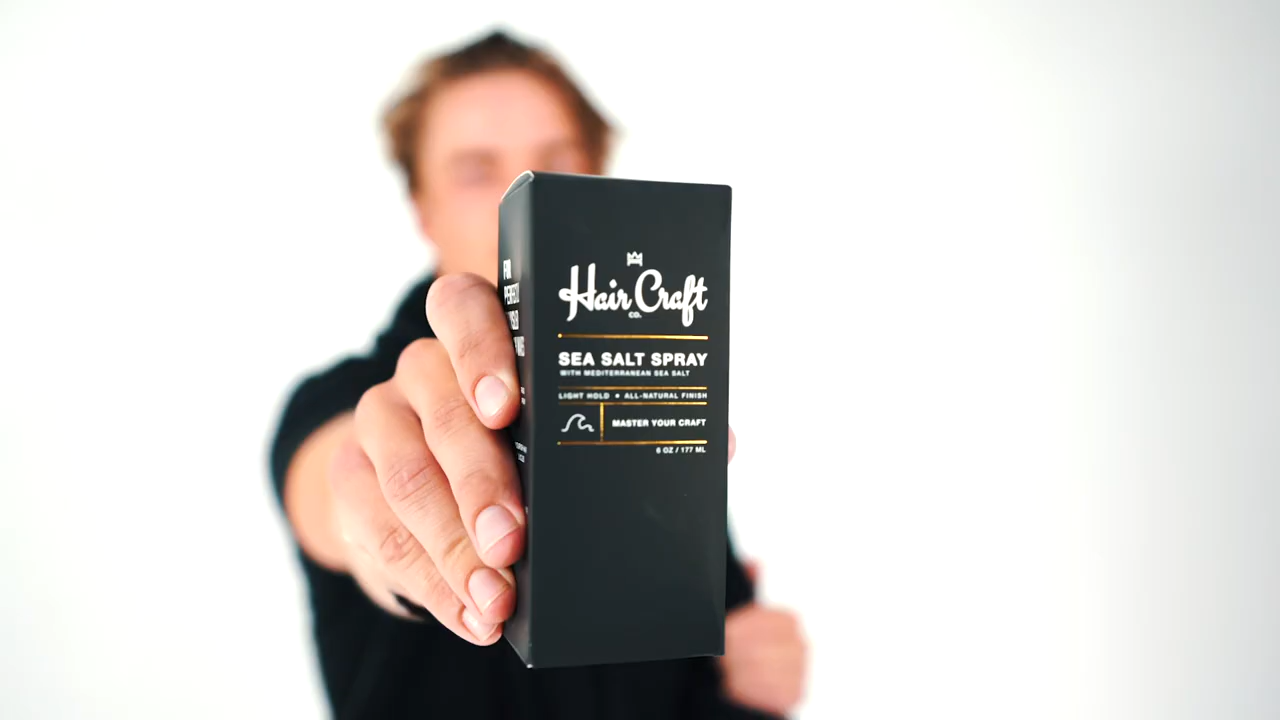 Hair Craft
CO.
SEA SALT SPRAY
WITH MEDITERRANEAN SEA SALT
LIGHT HOLD • ALL-NATURAL FINISH
MASTER YOUR CRAFT
6 OZ / 177 ML
FOR